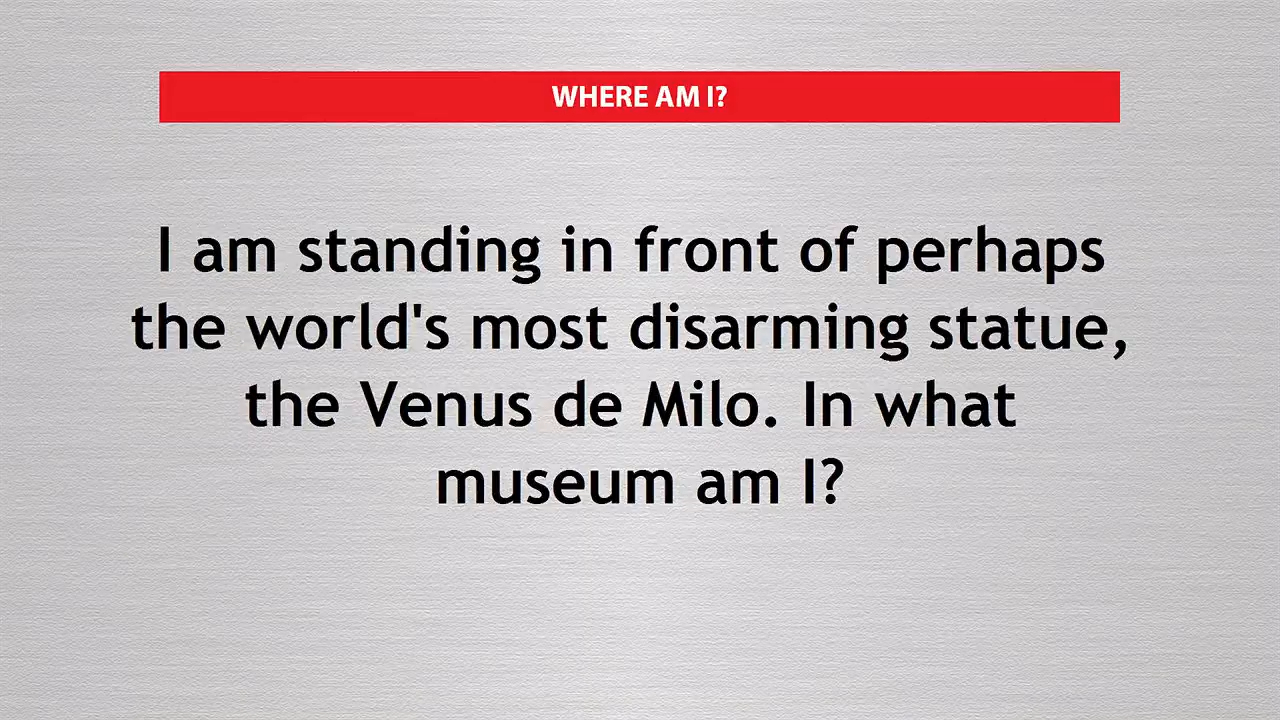 WHERE AM I?
I am standing in front of perhaps
the world's most disarming statue,
the Venus de Milo. In what
museum am I?